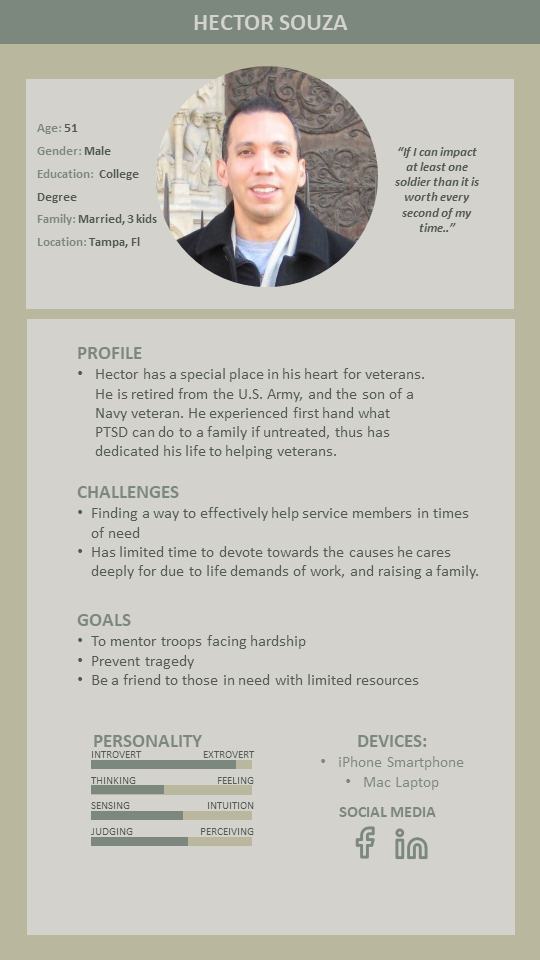 HECTOR SOUZA
Age: 51
Gender: Male
Education: College
Degree
Family: Married, 3 kids
Location: Tampa, Fl
“If I can impact
at least one
soldier than it is
worth every
second of my
time..”
PROFILE
• Hector has a special place in his heart for veterans.
He is retired from the U.S. Army, and the son of a
Navy veteran. He experienced first hand what
PTSD can do to a family if untreated, thus has
dedicated his life to helping veterans.
CHALLENGES
• Finding a way to effectively help service members in times
of need
• Has limited time to devote towards the causes he cares
deeply for due to life demands of work, and raising a family.
GOALS
• To mentor troops facing hardship
• Prevent tragedy
• Be a friend to those in need with limited resources
PERSONALITY
INTROVERT EXTROVERT
THINKING FEELING
SENSING INTUITION
JUDGING PERCEIVING
DEVICES:
• iPhone Smartphone
• Mac Laptop
SOCIAL MEDIA